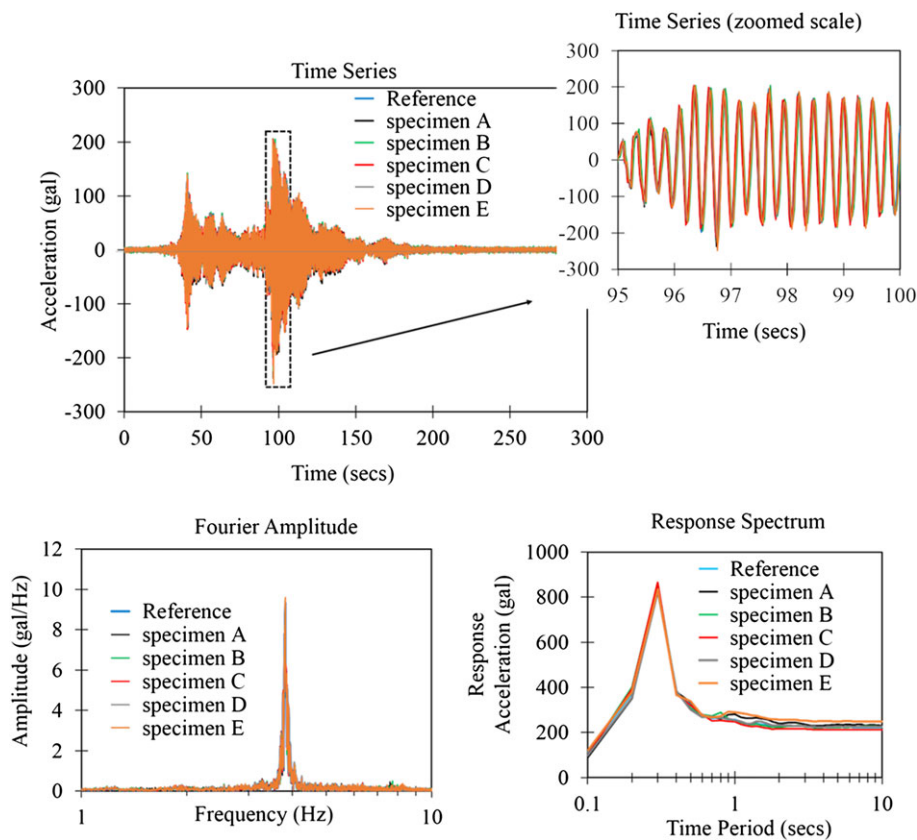 Time Series (zoomed scale)
300
200
100
0
-100
-200
-300
95 96 97 98 99 100
Time (secs)
Time Series
Acceleration (gal)
300
200
100
0
-100
-200
-300
Reference
specimen A
specimen B
specimen C
specimen D
specimen E
0 50 100 150 200 250 300
Time (secs)
Fourier Amplitude
Amplitude (gal/Hz)
12
10
8
6
4
2
0
Reference
specimen A
specimen B
specimen C
specimen D
specimen E
1 10
Frequency (Hz)
Response Spectrum
Response
Acceleration (gal)
1000
800
600
400
200
0
Reference
specimen A
specimen B
specimen C
specimen D
specimen E
0.1 1 10
Time Period (secs)